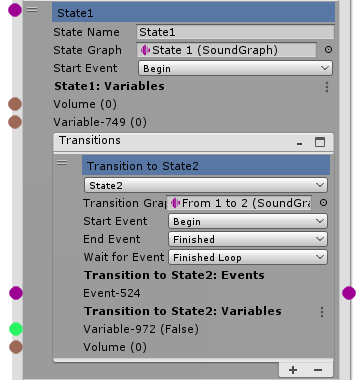 State1
State Name State1
State Graph State 1 (SoundGraph)
Start Event Begin
State1: Variables
Volume (0)
Variable-749 (0)
Transitions
Transition to State2
State2
Transition Grap From 1 to 2 (SoundGra
Start Event Begin
End Event Finished
Wait for Event Finished Loop
Transition to State2: Events
Event-524
Transition to State2: Variables
Variable-972 (False)
Volume (0)